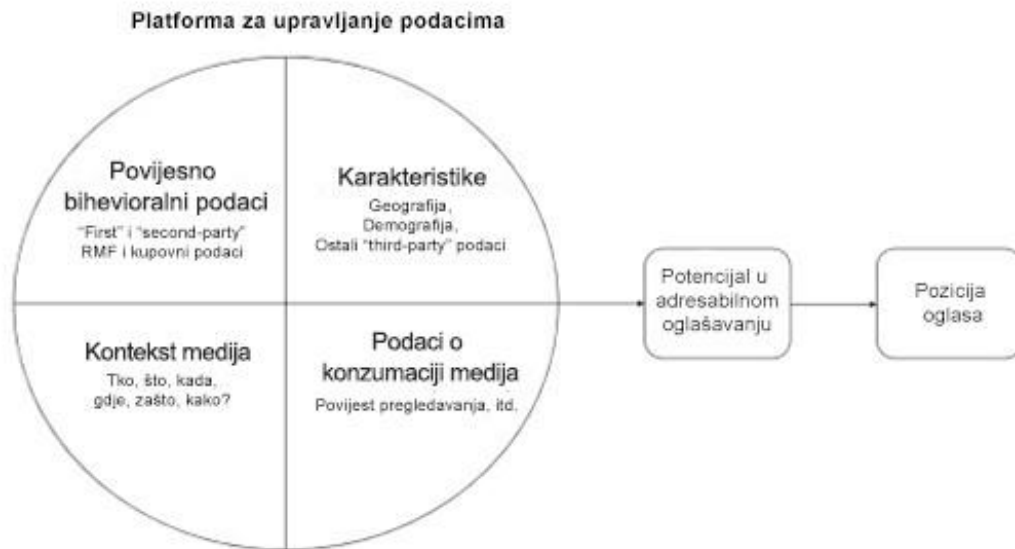 Platforma za upravljanje podacima
Povijesno
bihevioralni podaci
"First" i "second-party"
RMF i kupovni podaci
Karakteristike
Geografija,
Demografija,
Ostali "third-party" podaci
Kontekst medija
Tko, što, kada,
gdje, zašto, kako?
Podaci o
konzumaciji medija
Povijest pregledavanja, itd.
Potencijal u
adresabilnom
oglašavanju
Pozicija
oglasa